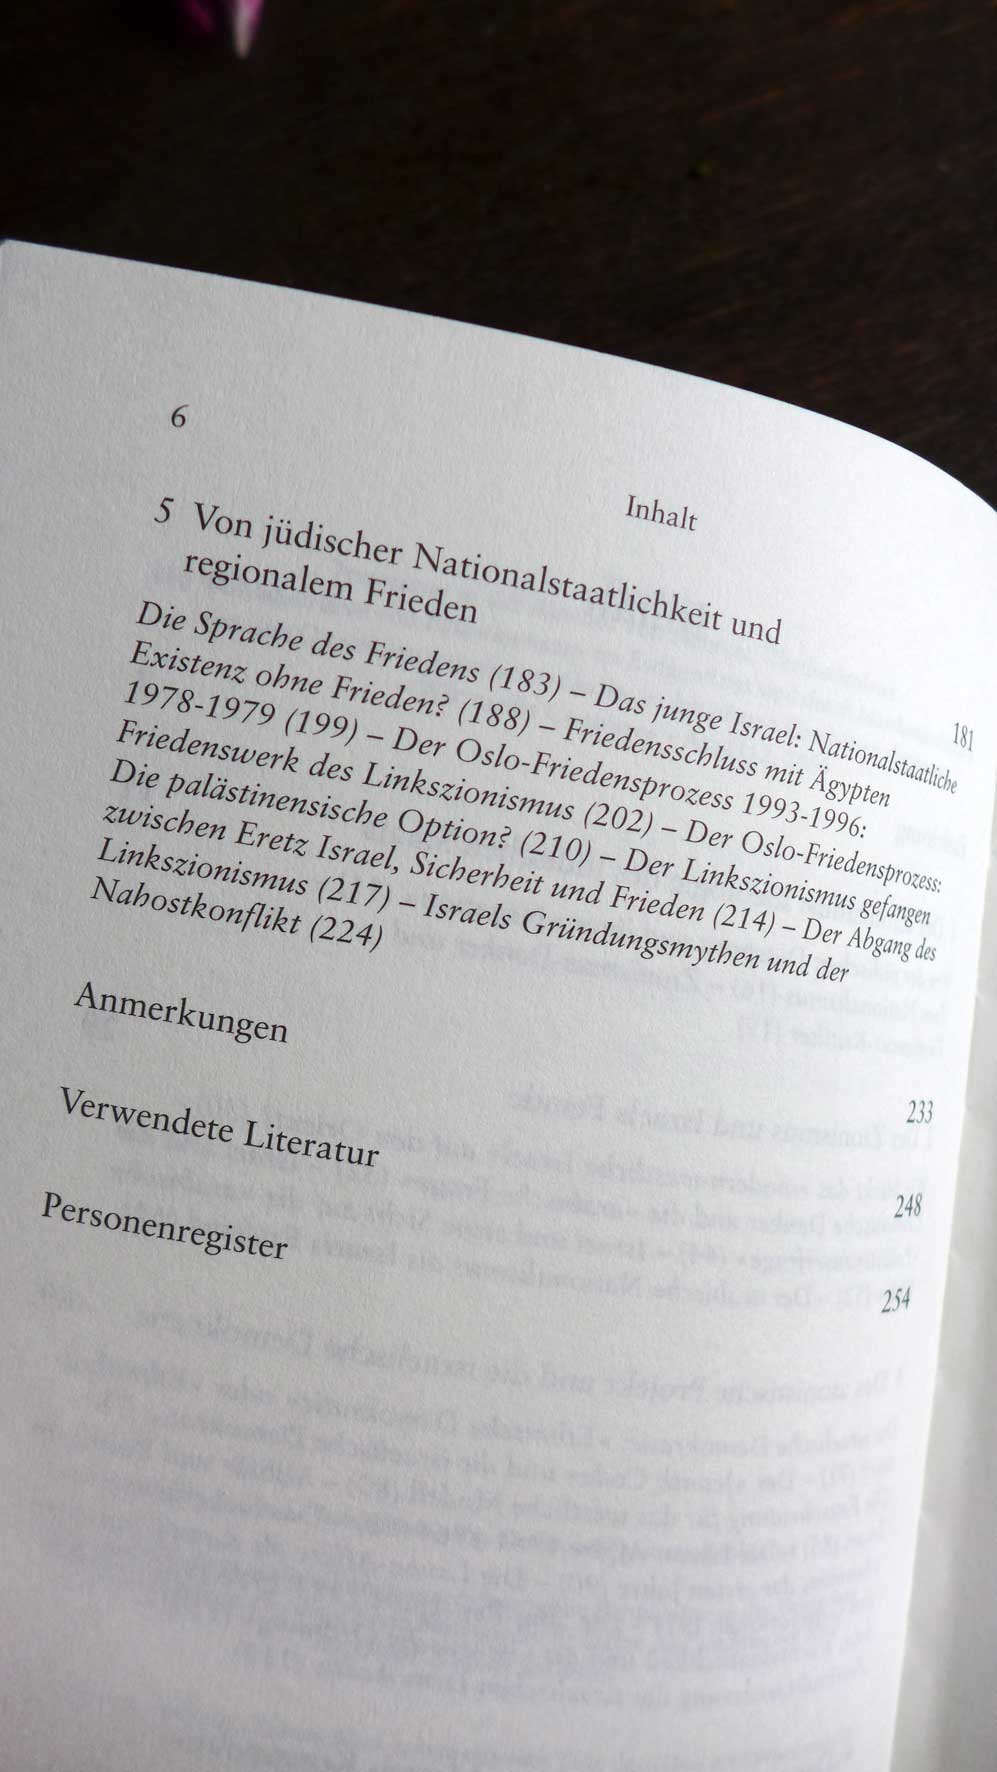 6
Inhalt
5 Von jüdischer Nationalstaatlichkeit und
regionalem Frieden
181
Die Sprache des Friedens (183) – Das junge Israel: Nationalstaatliche
Existenz ohne Frieden? (188) – Friedensschluss mit Ägypten
1978-1979 (199) – Der Oslo-Friedensprozess 1993-1996:
Friedenswerk des Linkszionismus (202) – Der Oslo-Friedensprozess:
Die palästinensische Option? (210) – Der Linkszionismus gefangen
zwischen Eretz Israel, Sicherheit und Frieden (214) – Der Abgang des
Linkszionismus (217) – Israels Gründungsmythen und der
Nahostkonflikt (224)
Anmerkungen 233
Verwendete Literatur 248
Personenregister 254